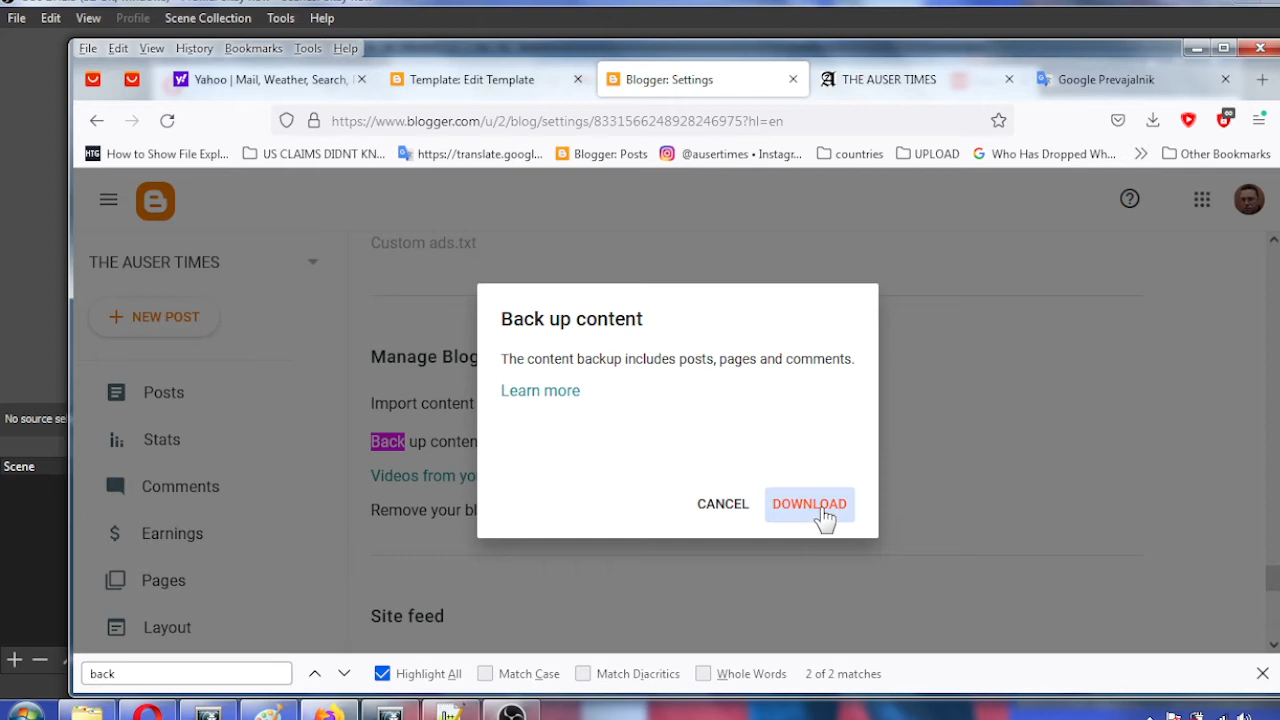 File Edit View Profile Scene Collection Tools Help
File Edit View History Bookmarks Tools Help
Yahoo | Mail, Weather, Search,
Template: Edit Template
Blogger: Settings
THE AUSER TIMES
Google Prevajalnik
https://www.blogger.com/u/2/blog/settings/8331566248928246975?hl=en
How to Show File Expl...
US CLAIMS DIDNT KN...
https://translate.googl...
Blogger: Posts
@ausertimes • Instagr...
countries
UPLOAD
Who Has Dropped Wh...
Other Bookmarks
Custom ads.txt
THE AUSER TIMES
NEW POST
Back up content
The content backup includes posts, pages and comments.
Learn more
CANCEL DOWNLOAD
Manage Blog
Import content
Back up conten
Videos from yo
Remove your bl
Posts
Stats
Comments
Earnings
Pages
Layout
Site feed
No source sel
Scene
back
Highlight All Match Case Match Diacritics Whole Words 2 of 2 matches